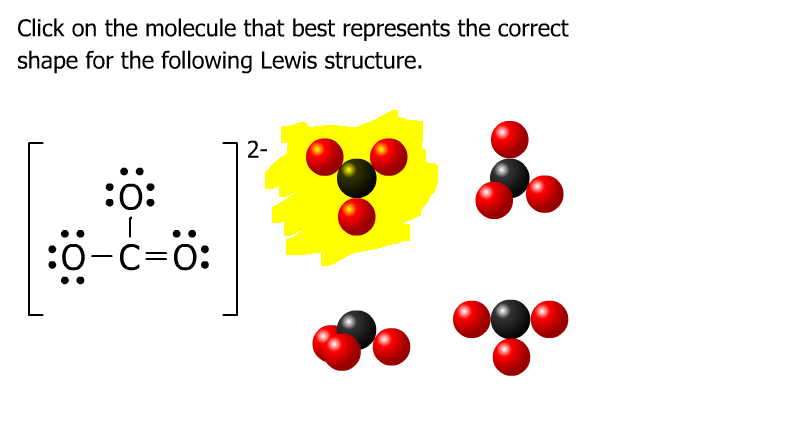 Click on the molecule that best represents the correct
shape for the following Lewis structure.
2-
:O:
:O-C=O: